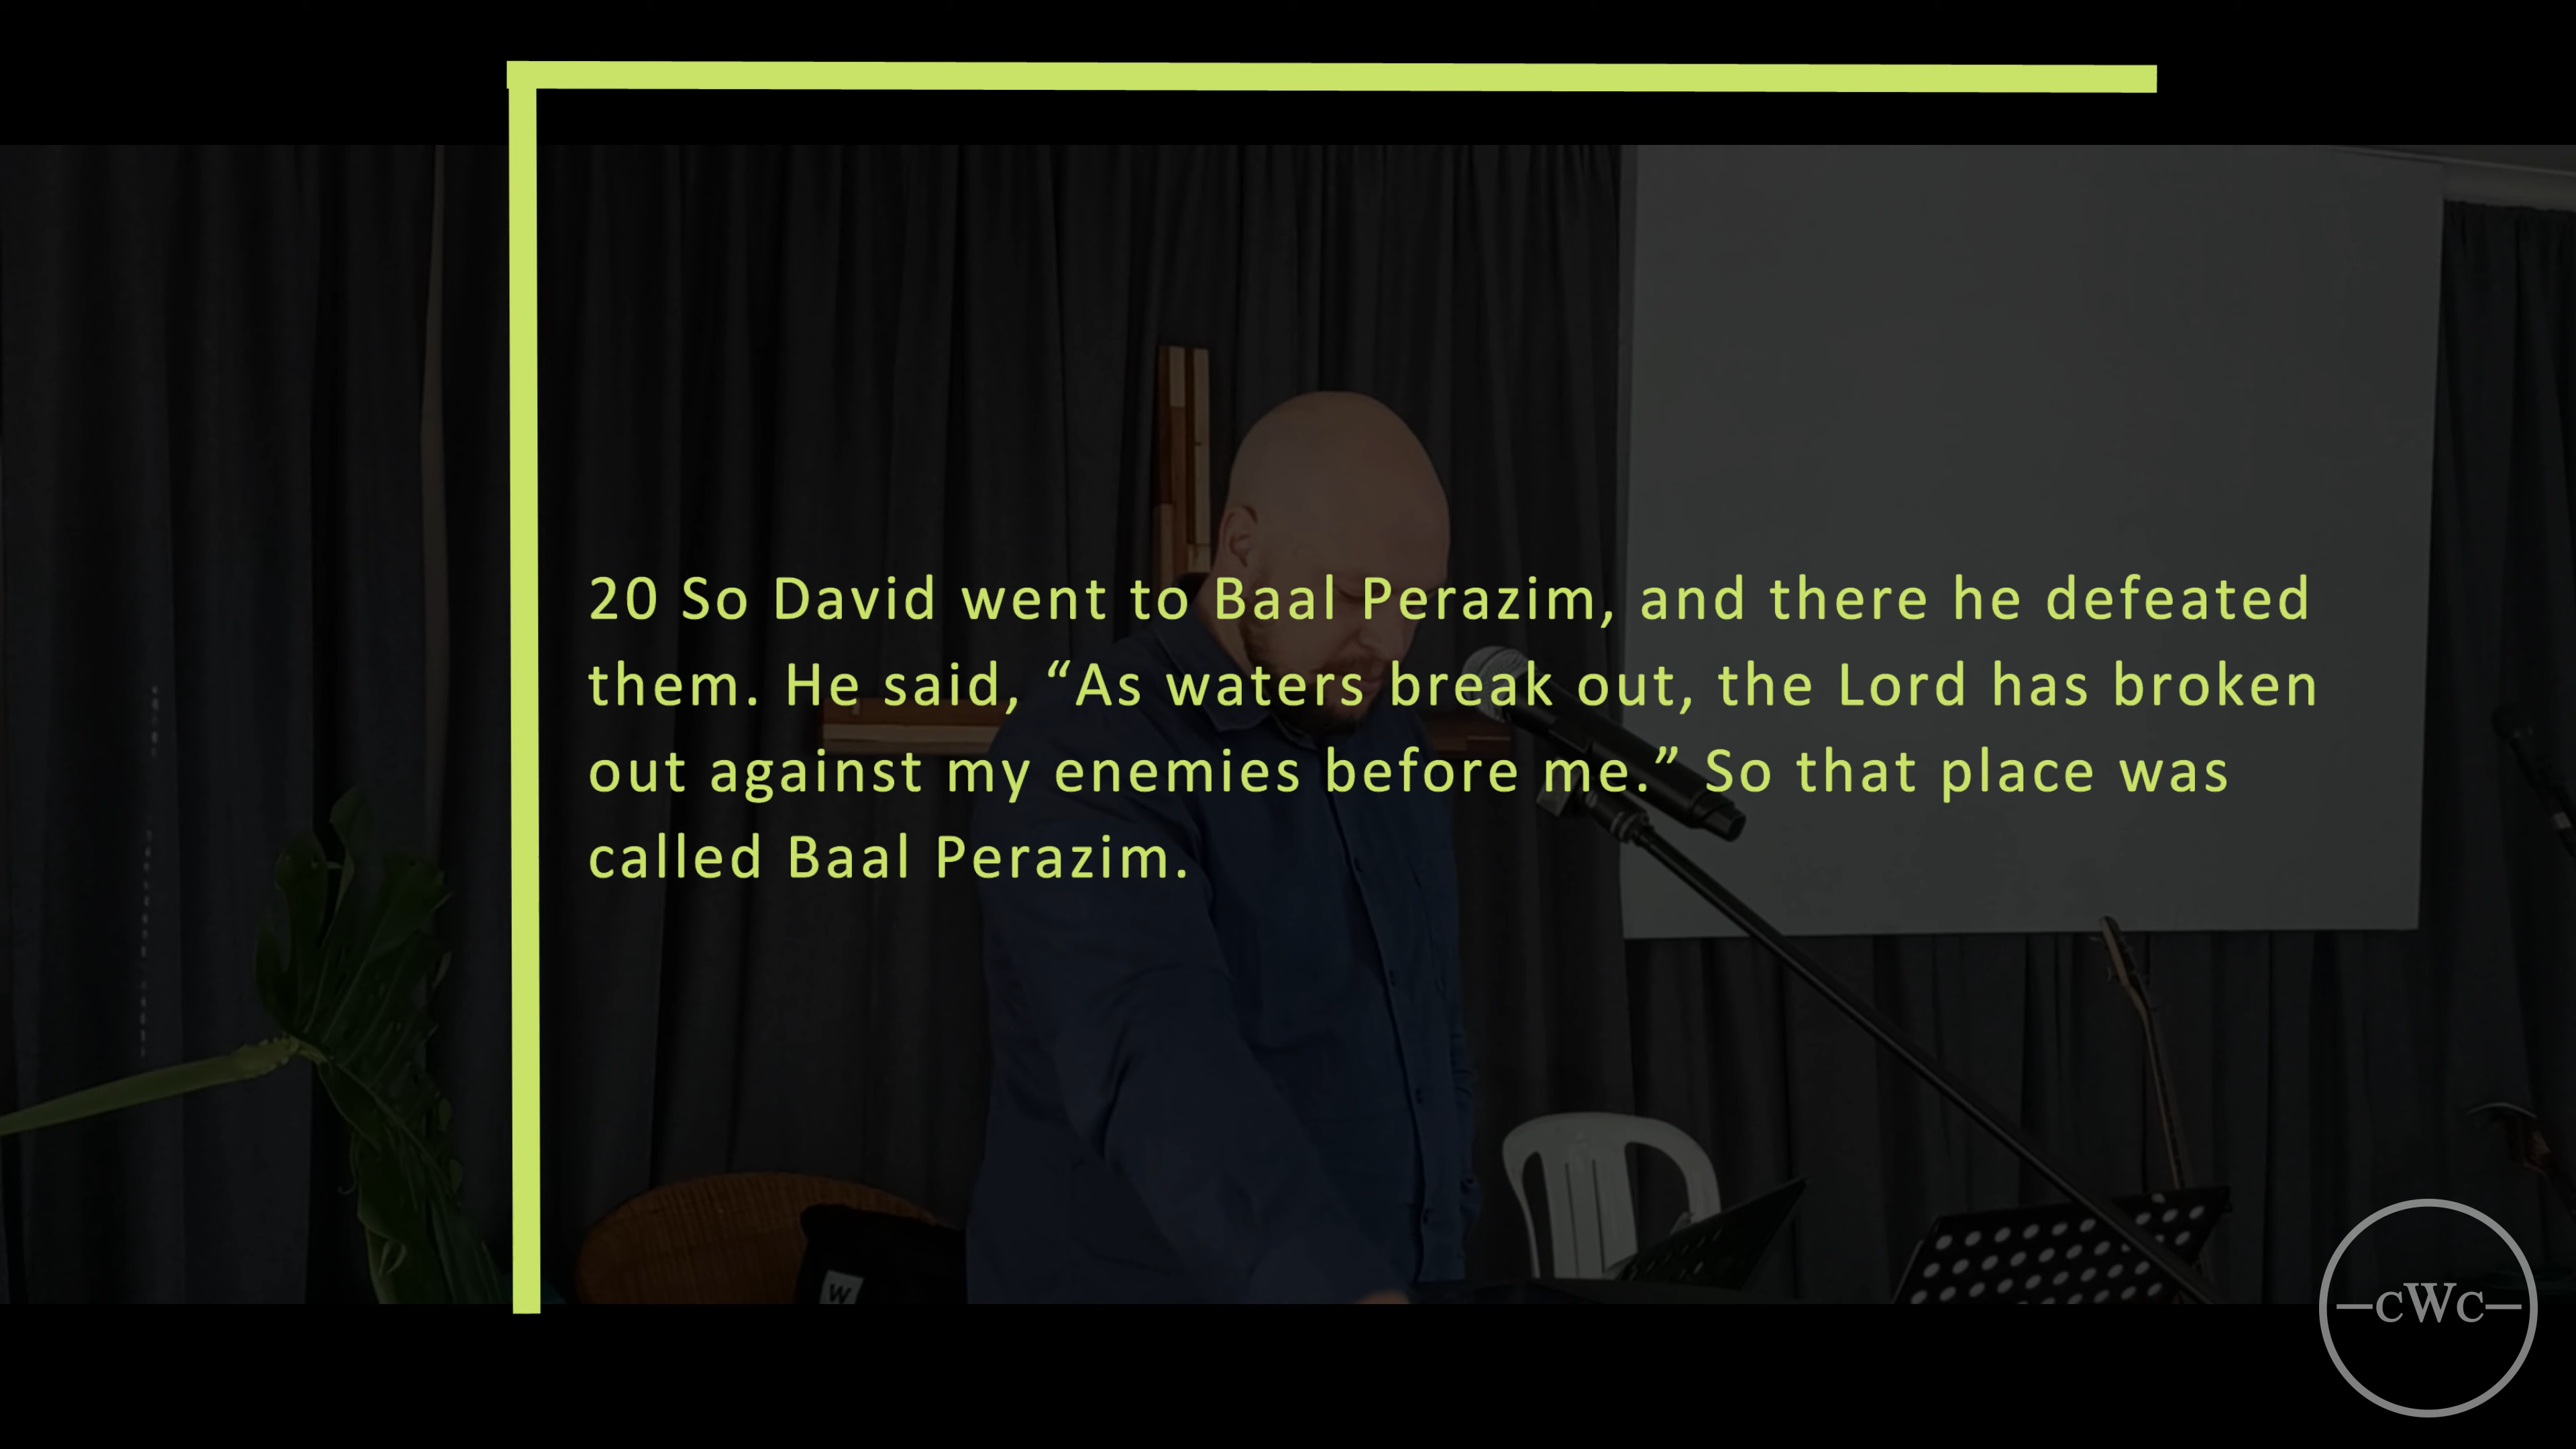 20 So David went to Baal Perazim, and there he defeated
them. He said, “As waters break out, the Lord has broken
out against my enemies before me.” So that place was
called Baal Perazim.
W
cWc